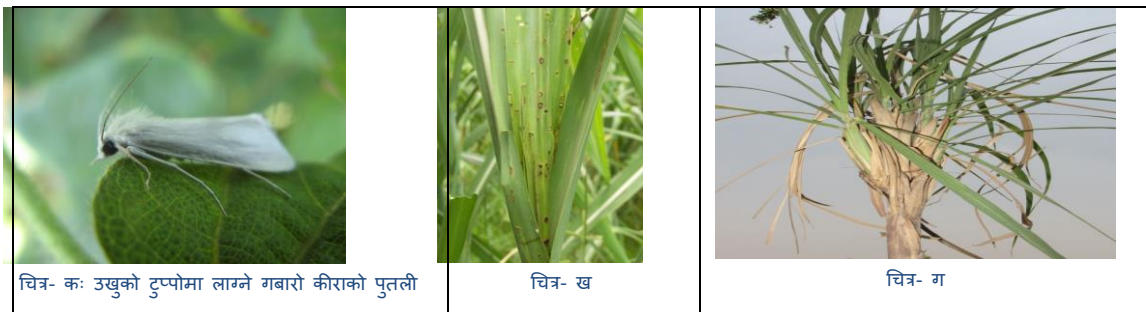 चित्र- कः उखुको टुप्पोमा लाग्ने गबारो कीराको पुतली
चित्र- ख
चित्र- ग